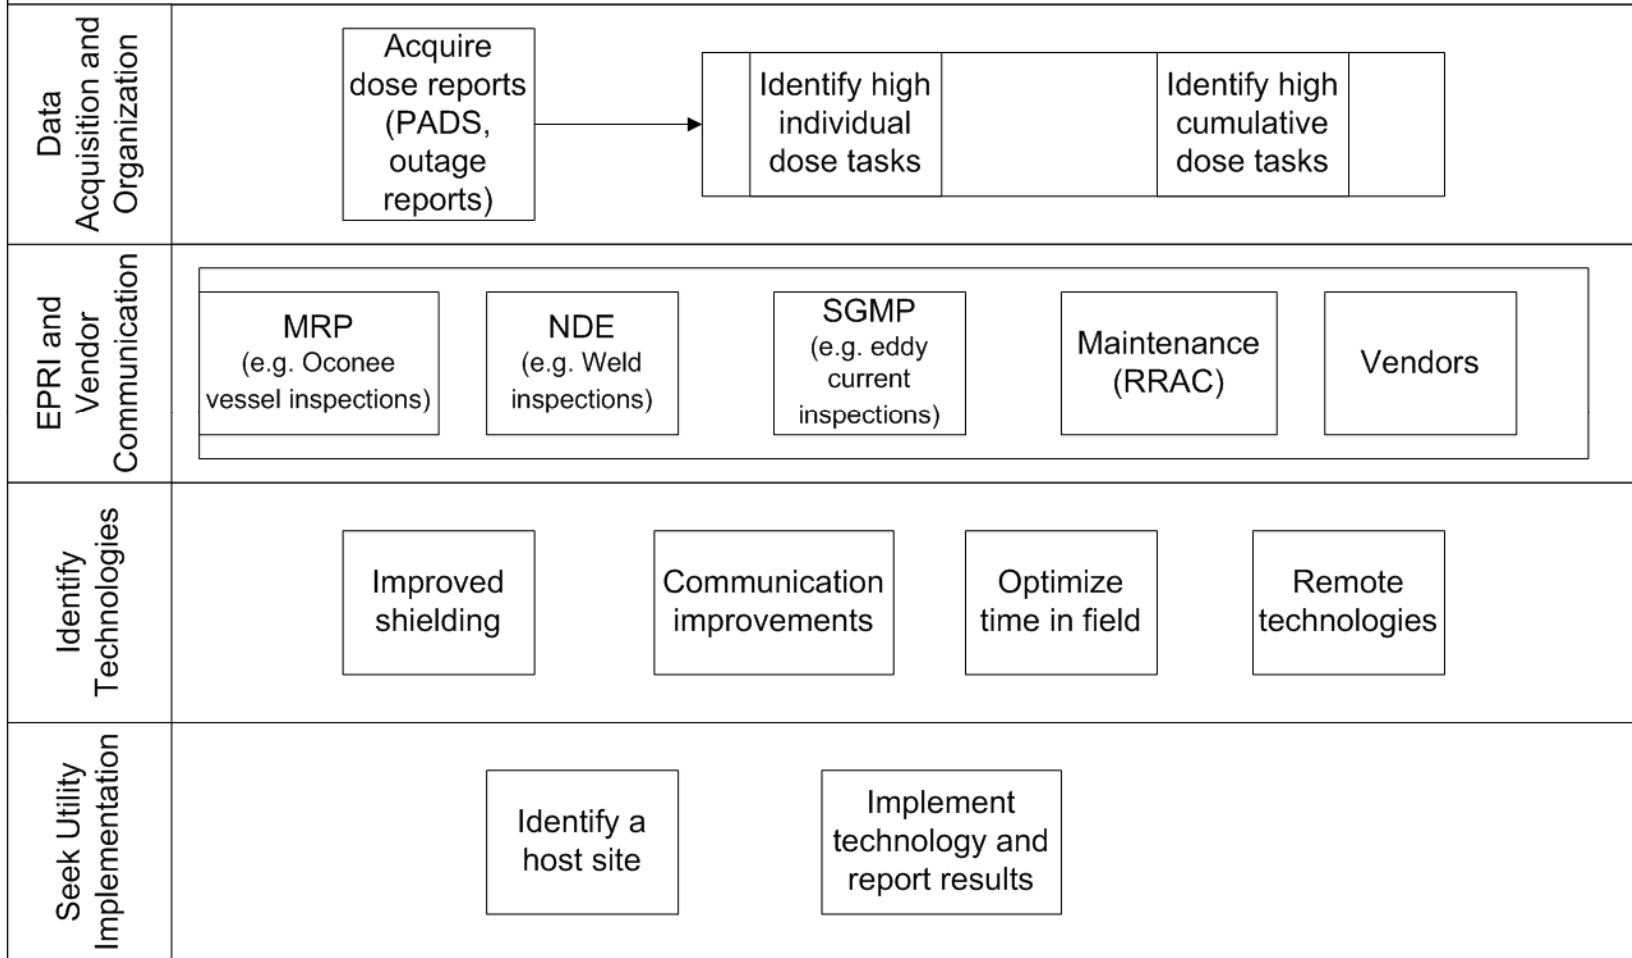 Data
Acquisition and
Organization
Acquire
dose reports
(PADS,
outage
reports)
Identify high
individual
dose tasks
Identify high
cumulative
dose tasks
EPRI and
Vendor
Communication
MRP
(e.g. Oconee
vessel inspections)
NDE
(e.g. Weld
inspections)
SGMP
(e.g. eddy
current
inspections)
Maintenance
(RRAC)
Vendors
Identify
Technologies
Improved
shielding
Communication
improvements
Optimize
time in field
Remote
technologies
Seek Utility
Implementation
Identify a
host site
Implement
technology and
report results